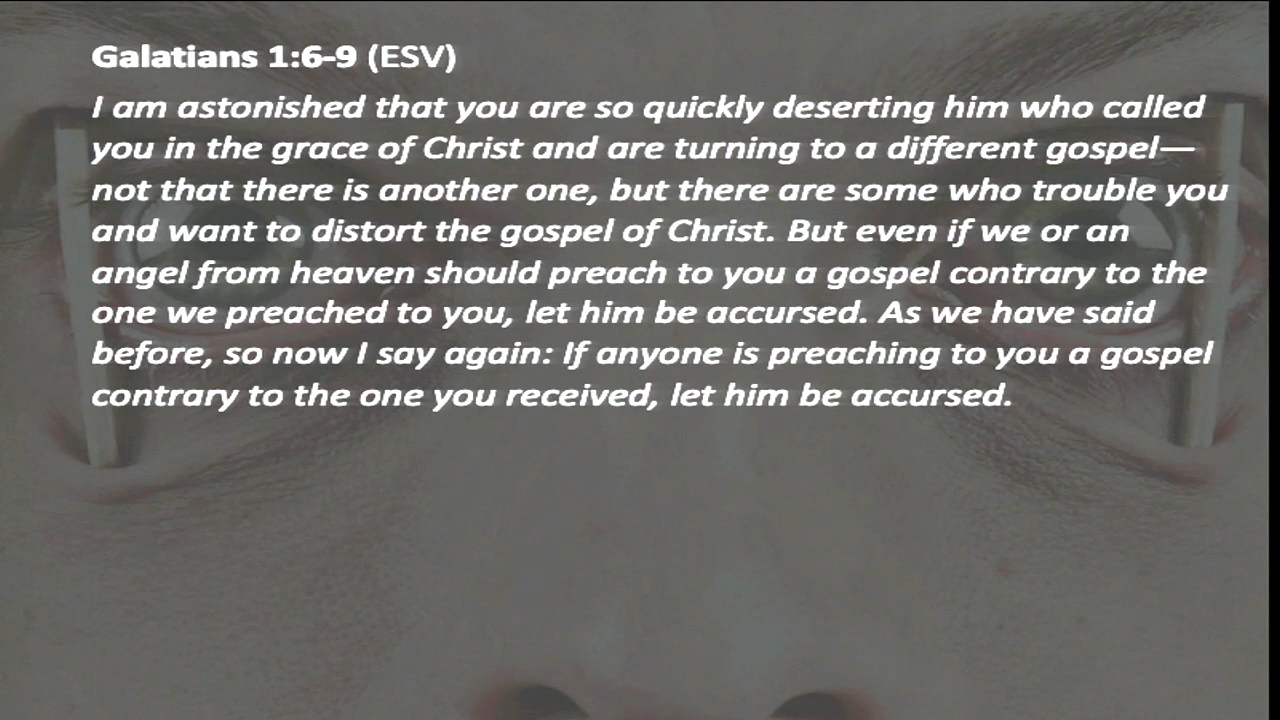 Galatians 1:6-9 (ESV)
I am astonished that you are so quickly deserting him who called
you in the grace of Christ and are turning to a different gospel—
not that there is another one, but there are some who trouble you
and want to distort the gospel of Christ. But even if we or an
angel from heaven should preach to you a gospel contrary to the
one we preached to you, let him be accursed. As we have said
before, so now I say again: If anyone is preaching to you a gospel
contrary to the one you received, let him be accursed.